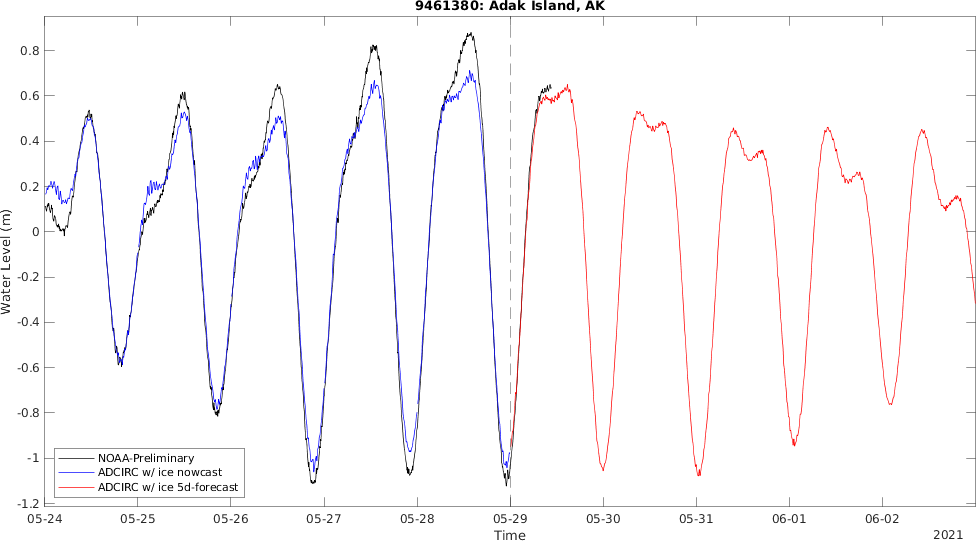 9461380: Adak Island, AK
Water Level (m)
0.8
0.6
0.4
0.2
0
-0.2
-0.4
-0.6
-0.8
-1
-1.2
NOAA-Preliminary
ADCIRC w/ ice nowcast
ADCIRC w/ ice 5d-forecast
05-24 05-25 05-26 05-27 05-28 05-29 05-30 05-31 06-01 06-02
Time
2021